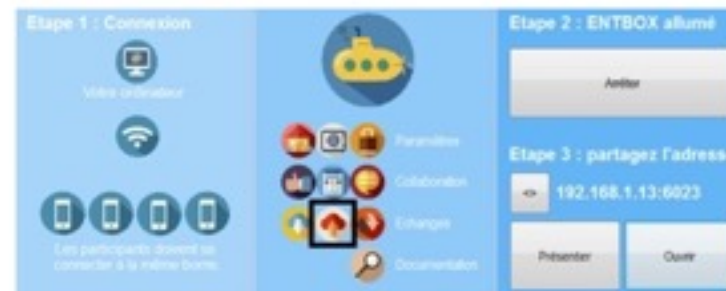 Etape 1 : Connexion
Votre ordinateur
Les participants doivent se
connecter à la même borne.
Paramètres
Collaboration
Echanges
Documentation
Etape 2 : ENTBOX allumé
Arrêter
Etape 3 : partagez l'adresse
<> 192.168.1.13:6023
Présenter
Ouvrir